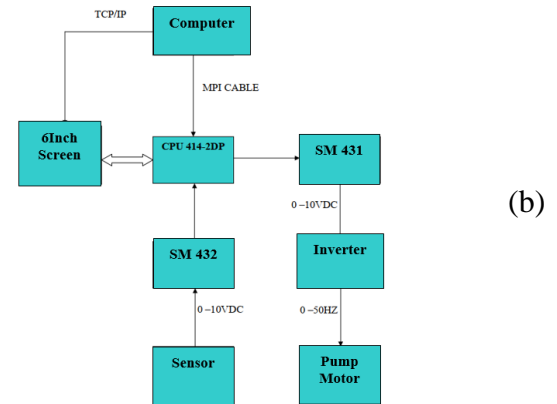 TCP/IP
Computer
MPI CABLE
6Inch
Screen
CPU 414-2DP
SM 431
0 –10VDC
(b)
SM 432
Inverter
0 –10VDC
0 –50HZ
Sensor
Pump
Motor